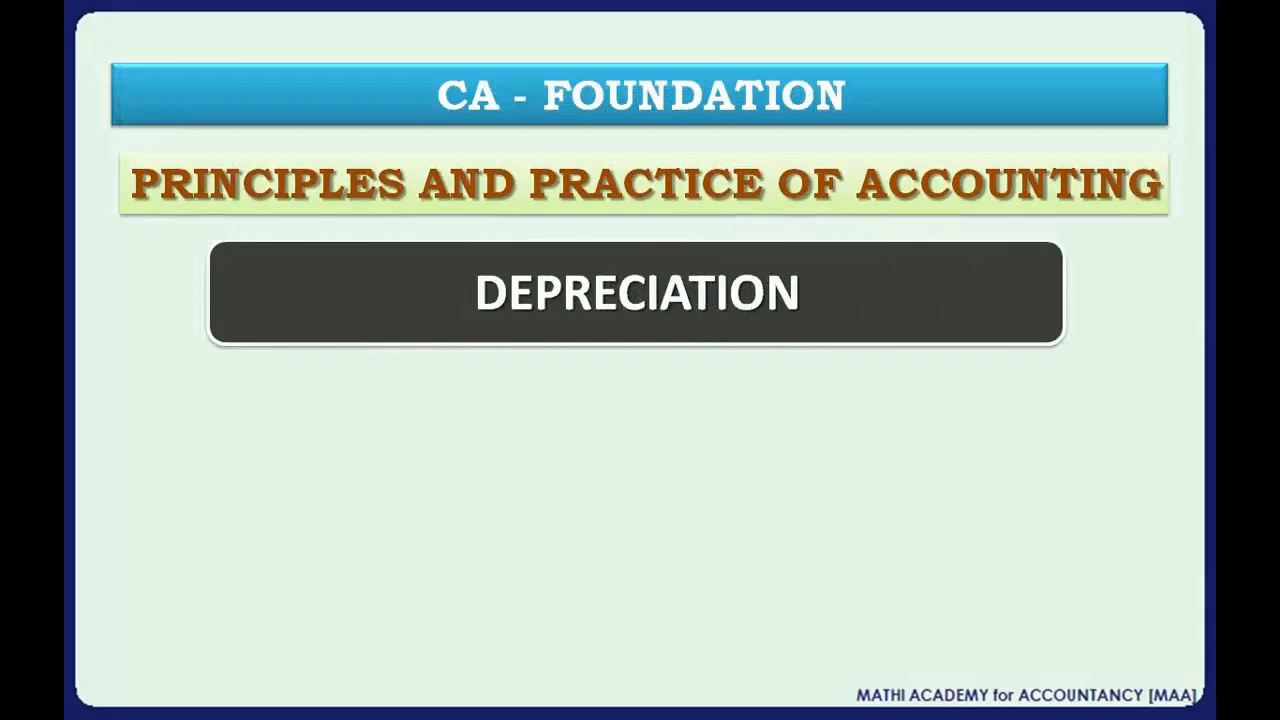 CA - FOUNDATION
PRINCIPLES AND PRACTICE OF ACCOUNTING
DEPRECIATION
MATHI ACADEMY for ACCOUNTANCY [MAA]